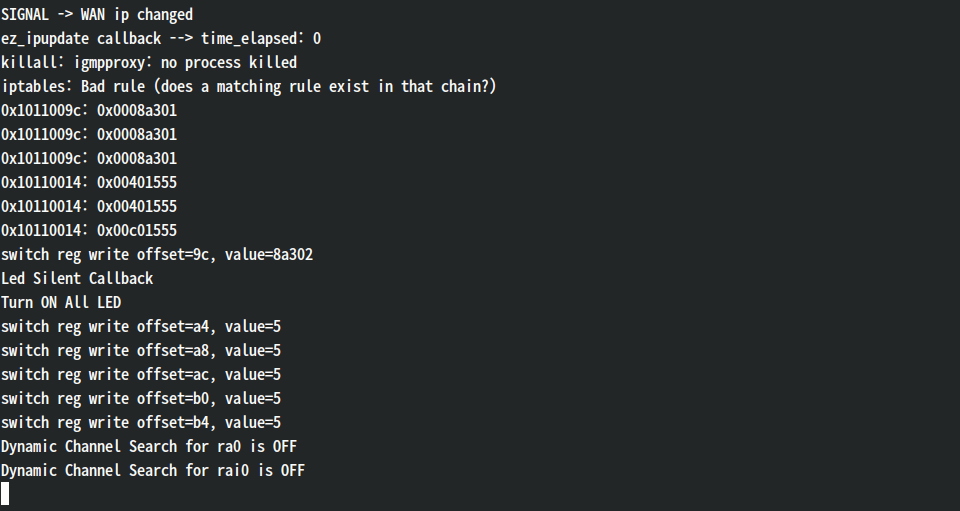 SIGNAL -> WAN ip changed
ez_ipupdate callback --> time_elapsed: 0
killall: igmpproxy: no process killed
iptables: Bad rule (does a matching rule exist in that chain?)
0x1011009c: 0x0008a301
0x1011009c: 0x0008a301
0x1011009c: 0x0008a301
0x10110014: 0x00401555
0x10110014: 0x00401555
0x10110014: 0x00c01555
switch reg write offset=9c, value=8a302
Led Silent Callback
Turn ON All LED
switch reg write offset=a4, value=5
switch reg write offset=a8, value=5
switch reg write offset=ac, value=5
switch reg write offset=b0, value=5
switch reg write offset=b4, value=5
Dynamic Channel Search for ra0 is OFF
Dynamic Channel Search for rai0 is OFF